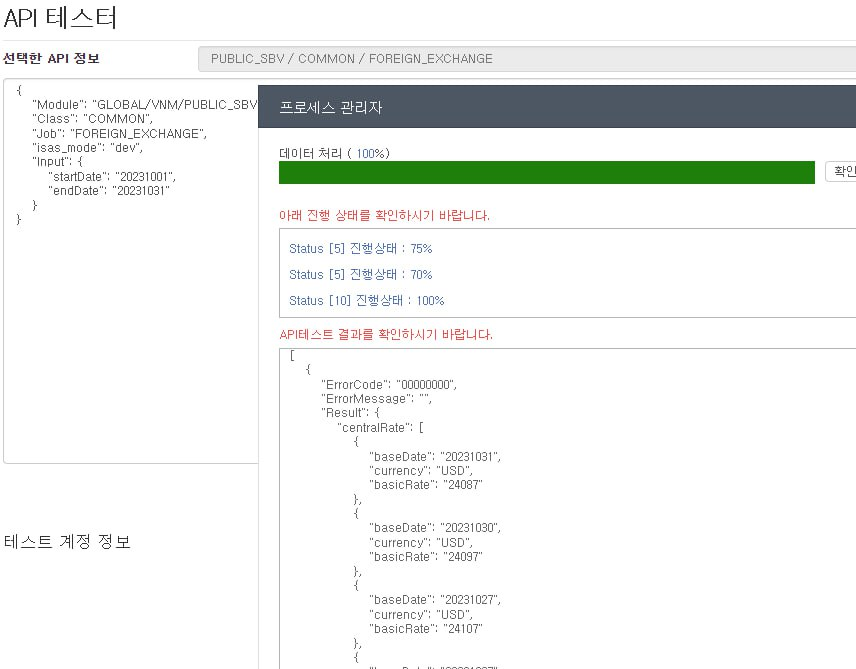 API 테스터
선택한 API 정보
PUBLIC_SBV / COMMON / FOREIGN_EXCHANGE
{
"Module": "GLOBAL/VNM/PUBLIC_SBV
"Class": "COMMON",
"Job": "FOREIGN_EXCHANGE",
"isas_mode": "dev",
"Input": {
"startDate": "20231001",
"endDate": "20231031"
}
}
테스트 계정 정보
프로세스 관리자
데이터 처리 ( 100%)
확인
아래 진행 상태를 확인하시기 바랍니다.
Status [5] 진행상태 : 75%
Status [5] 진행상태 : 70%
Status [10] 진행상태 : 100%
API테스트 결과를 확인하시기 바랍니다.
[
{
"ErrorCode": "00000000",
"ErrorMessage": "",
"Result": {
"centralRate": [
{
"baseDate": "20231031",
"currency": "USD",
"basicRate": "24087"
},
{
"baseDate": "20231030",
"currency": "USD",
"basicRate": "24097"
},
{
"baseDate": "20231027",
"currency": "USD",
"basicRate": "24107"
},
{